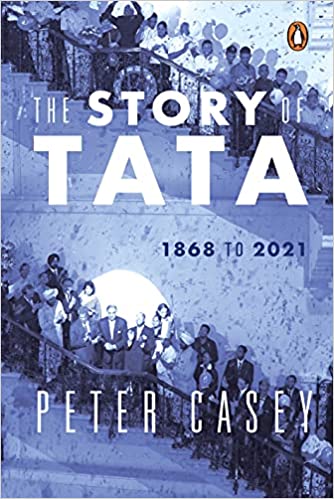 THE STORY OF
TATA
1868 TO 2021
PETER CASEY